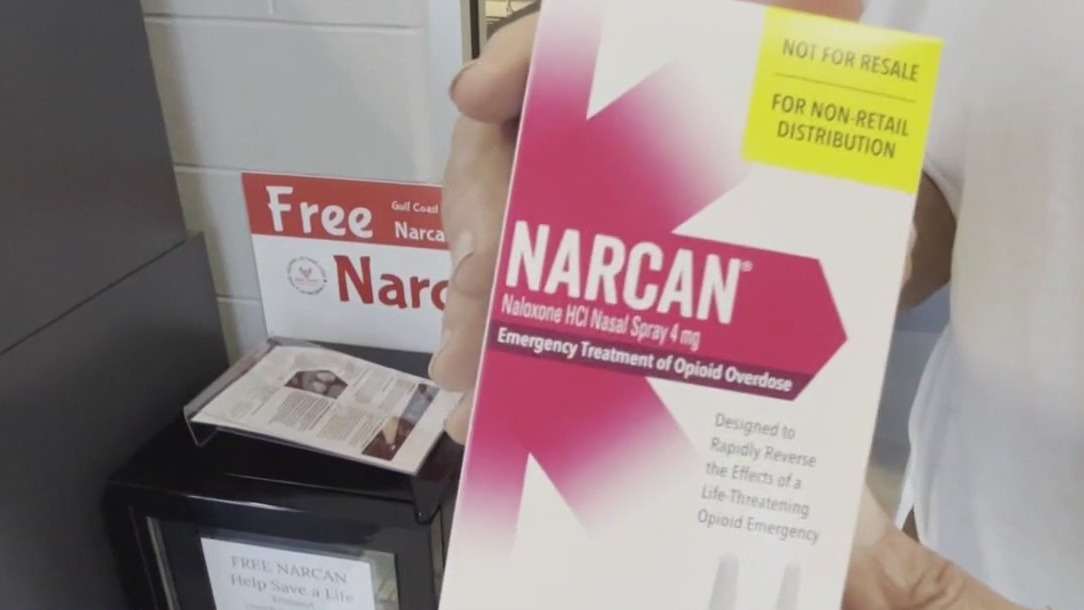 NOT FOR RESALE
FOR NON-RETAIL
DISTRIBUTION
NARCAN®
Naloxone HCl Nasal Spray 4 mg
Emergency Treatment of Opioid Overdose
Designed to
Rapidly Reverse
the Effects of a
Life-Threatening
Opioid Emergency
Free
Gulf Coast
Narca
Narc
FREE NARCAN
Help Save a Life